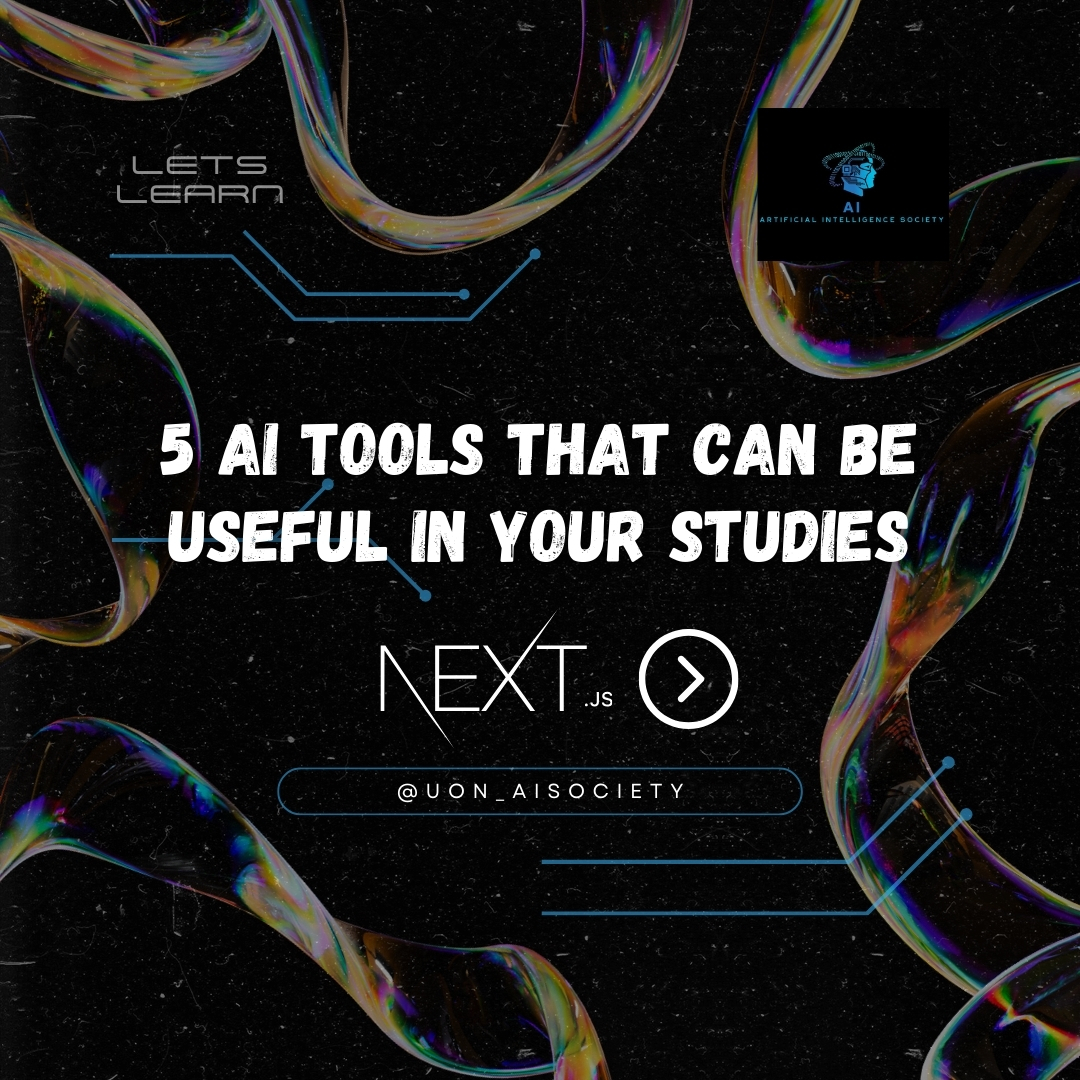 LETS
LEARN
AI
ARTIFICIAL INTELLIGENCE SOCIETY
5 AI TOOLS THAT CAN BE
USEFUL IN YOUR STUDIES
NEXT.JS
@UON_AISOCIETY